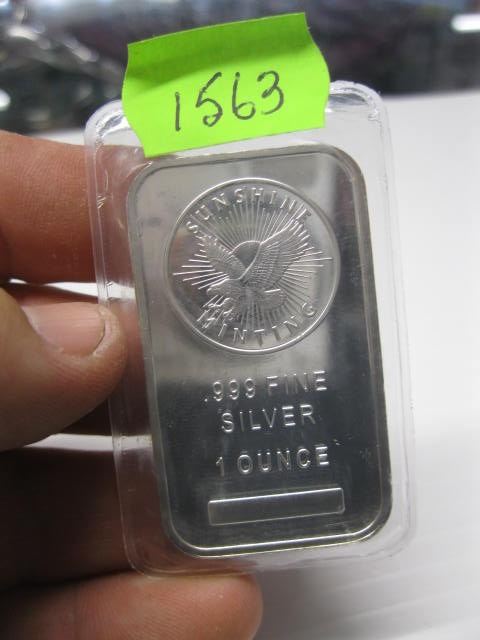 1563
SUNSHINE
MINTING
.999 FINE
SILVER
1 OUNCE